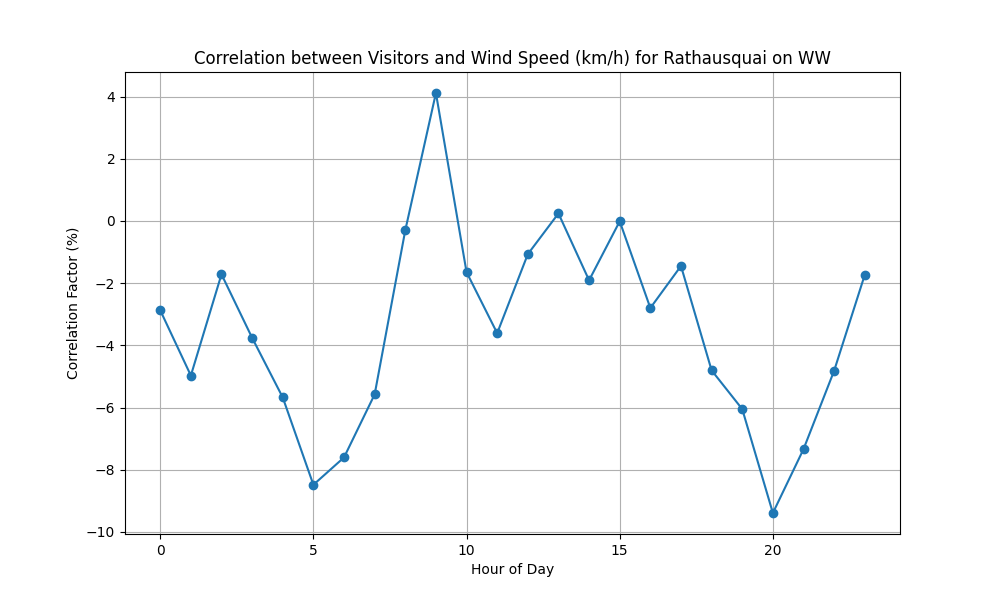 Correlation between Visitors and Wind Speed (km/h) for Rathausquai on WW
Correlation Factor (%)
4
2
0
−2
−4
−6
−8
−10
0 5 10 15 20
Hour of Day